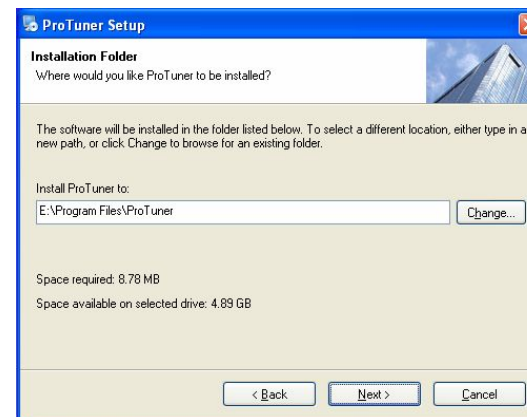 ProTuner Setup
Installation Folder
Where would you like ProTuner to be installed?
The software will be installed in the folder listed below. To select a different location, either type in a
new path, or click Change to browse for an existing folder.
Install ProTuner to:
E:\Program Files\ProTuner
Change...
Space required: 8.78 MB
Space available on selected drive: 4.89 GB
< Back
Next >
Cancel